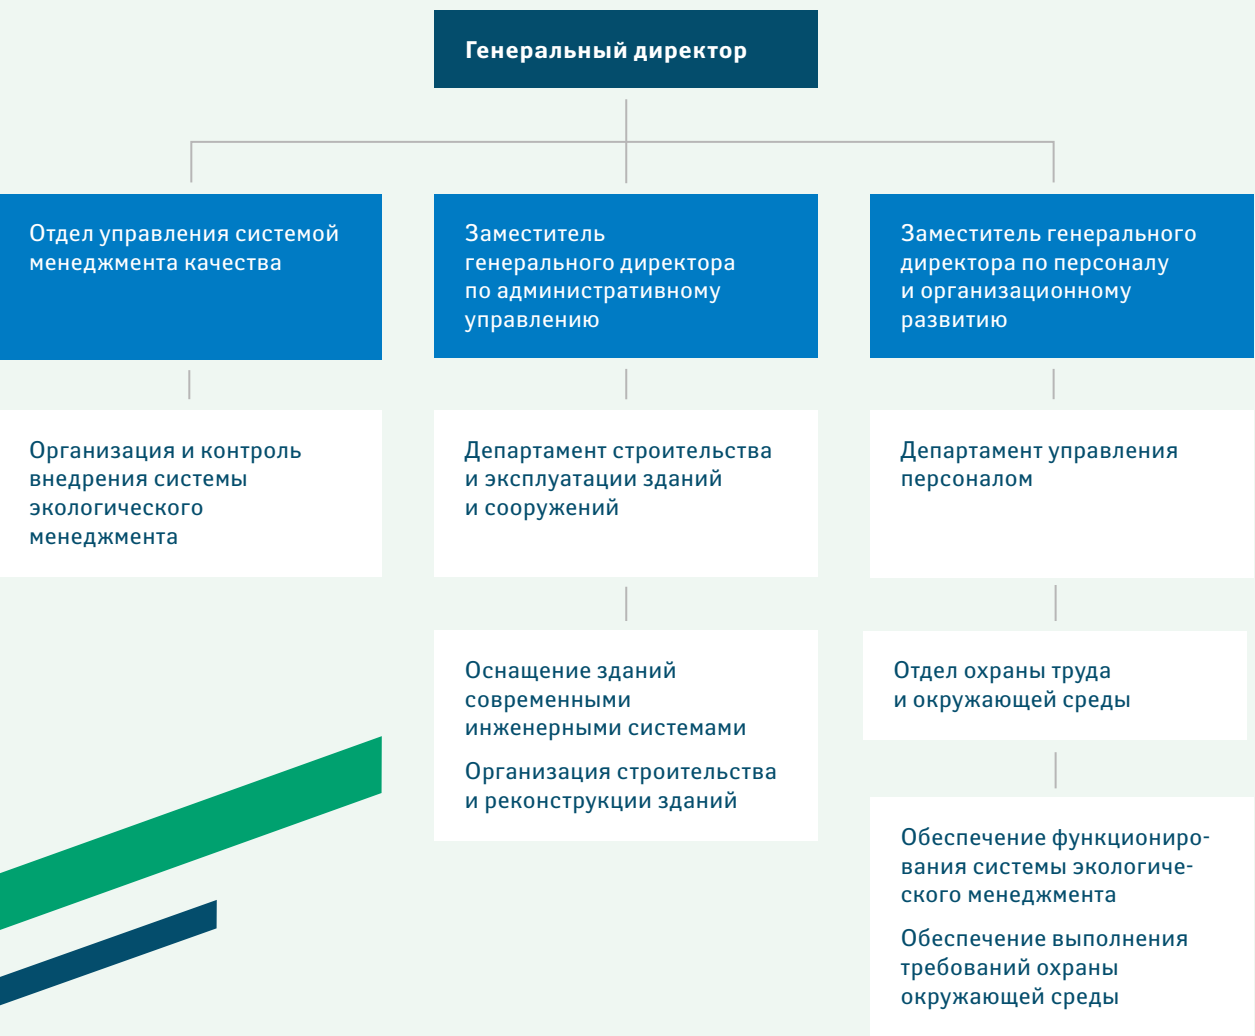 Генеральный директор
Отдел управления системой
менеджмента качества
Заместитель
генерального директора
по административному
управлению
Заместитель генерального
директора по персоналу
и организационному
развитию
Организация и контроль
внедрения системы
экологического
менеджмента
Департамент строительства
и эксплуатации зданий
и сооружений
Департамент управления
персоналом
Оснащение зданий
современными
инженерными системами
Организация строительства
и реконструкции зданий
Отдел охраны труда
и окружающей среды
Обеспечение функциониро-
вания системы экологиче-
ского менеджмента
Обеспечение выполнения
требований охраны
окружающей среды